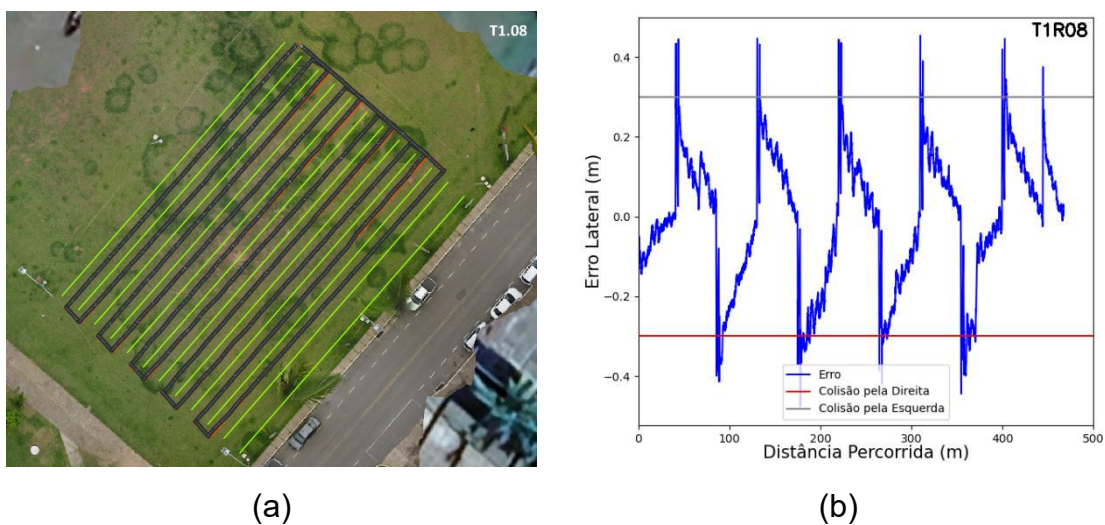 T1.08
T1R08
0.4
0.2
0.0
−0.2
−0.4
Erro Lateral (m)
Erro
Colisão pela Direita
Colisão pela Esquerda
0 100 200 300 400 500
Distância Percorrida (m)
(a) (b)